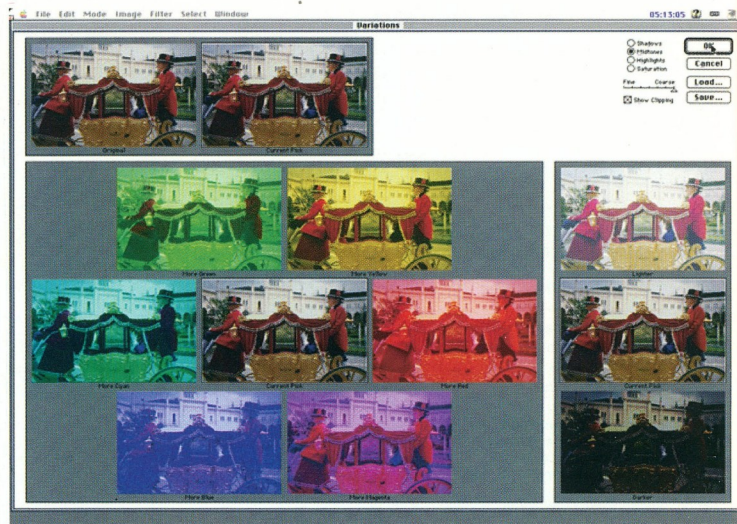 File Edit Mode Image Filter Select Window
05:13:05
Variations
Original
Current Pick
Shadows
Midtones
Highlights
Saturation
Fine Coarse
Show Clipping
OK
Cancel
Load...
Save...
More Green
More Yellow
Lighter
More Cyan
Current Pick
More Red
Current Pick
More Blue
More Magenta
Darker